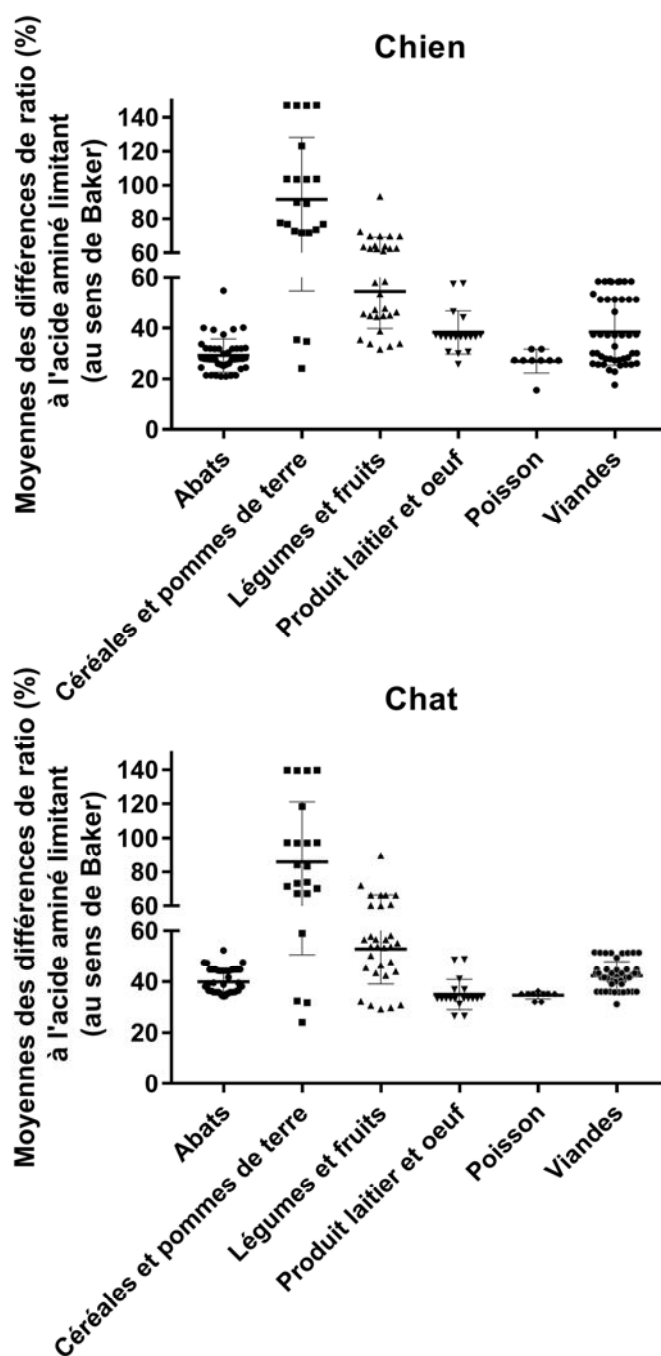 Chien
Moyennes des différences de ratio (%)
à l'acide aminé limitant
(au sens de Baker)
140
120
100
80
60
60
40
20
0
Abats
Céréales et pommes de terre
Légumes et fruits
Produit laitier et oeuf
Poisson
Viandes
Chat
Moyennes des différences de ratio (%)
à l'acide aminé limitant
(au sens de Baker)
140
120
100
80
60
60
40
20
0
Abats
Céréales et pommes de terre
Légumes et fruits
Produit laitier et oeuf
Poisson
Viandes